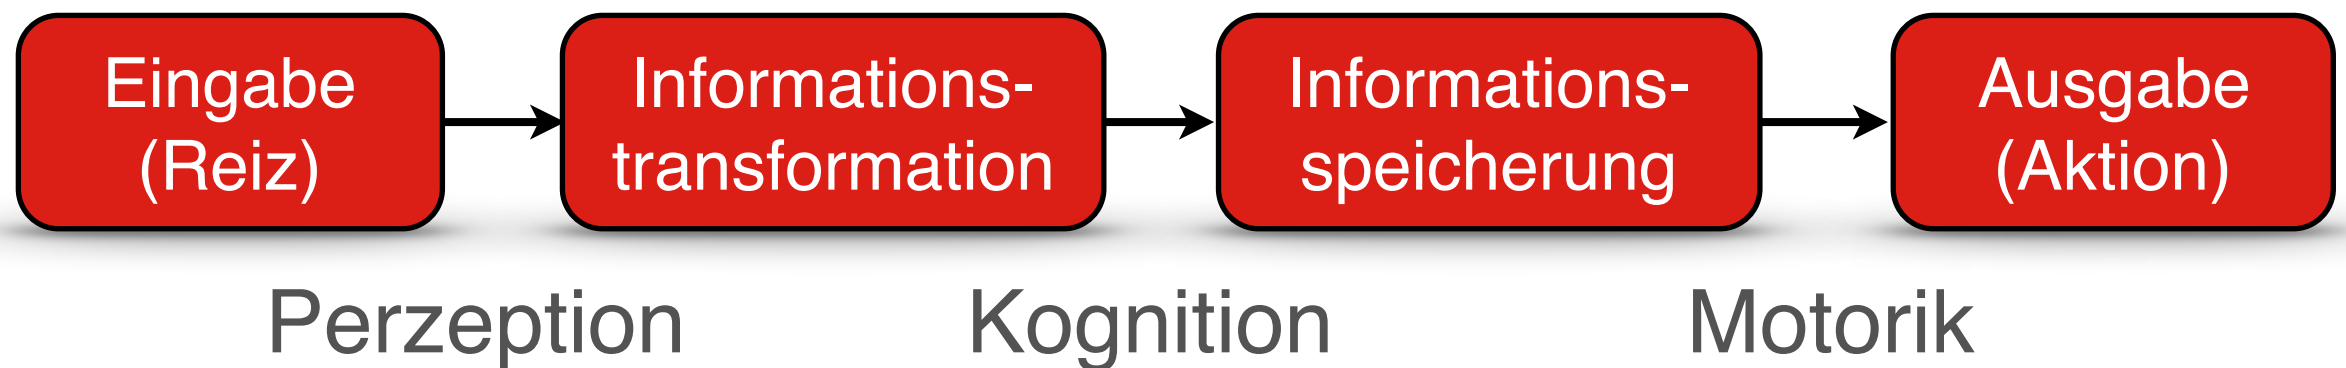 Eingabe
(Reiz)
Informations-
transformation
Informations-
speicherung
Ausgabe
(Aktion)
Perzeption
Kognition
Motorik